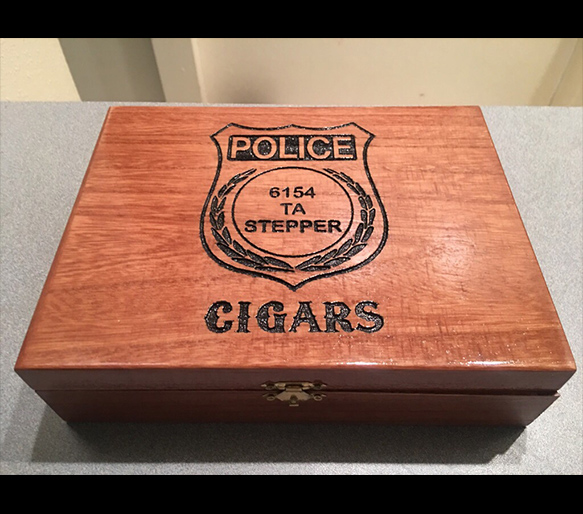 POLICE
6154
TA
STEPPER
CIGARS